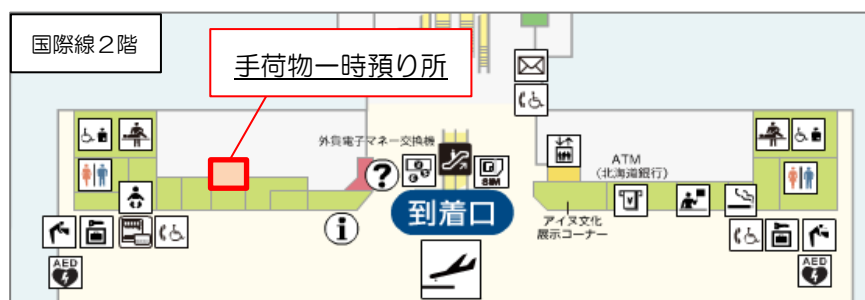 国際線2階
手荷物一時預り所
外貨電子マネー交換機
?
SIM
ATM
(北海道銀行)
到着口
i
アイヌ文化
展示コーナー
AED
AED